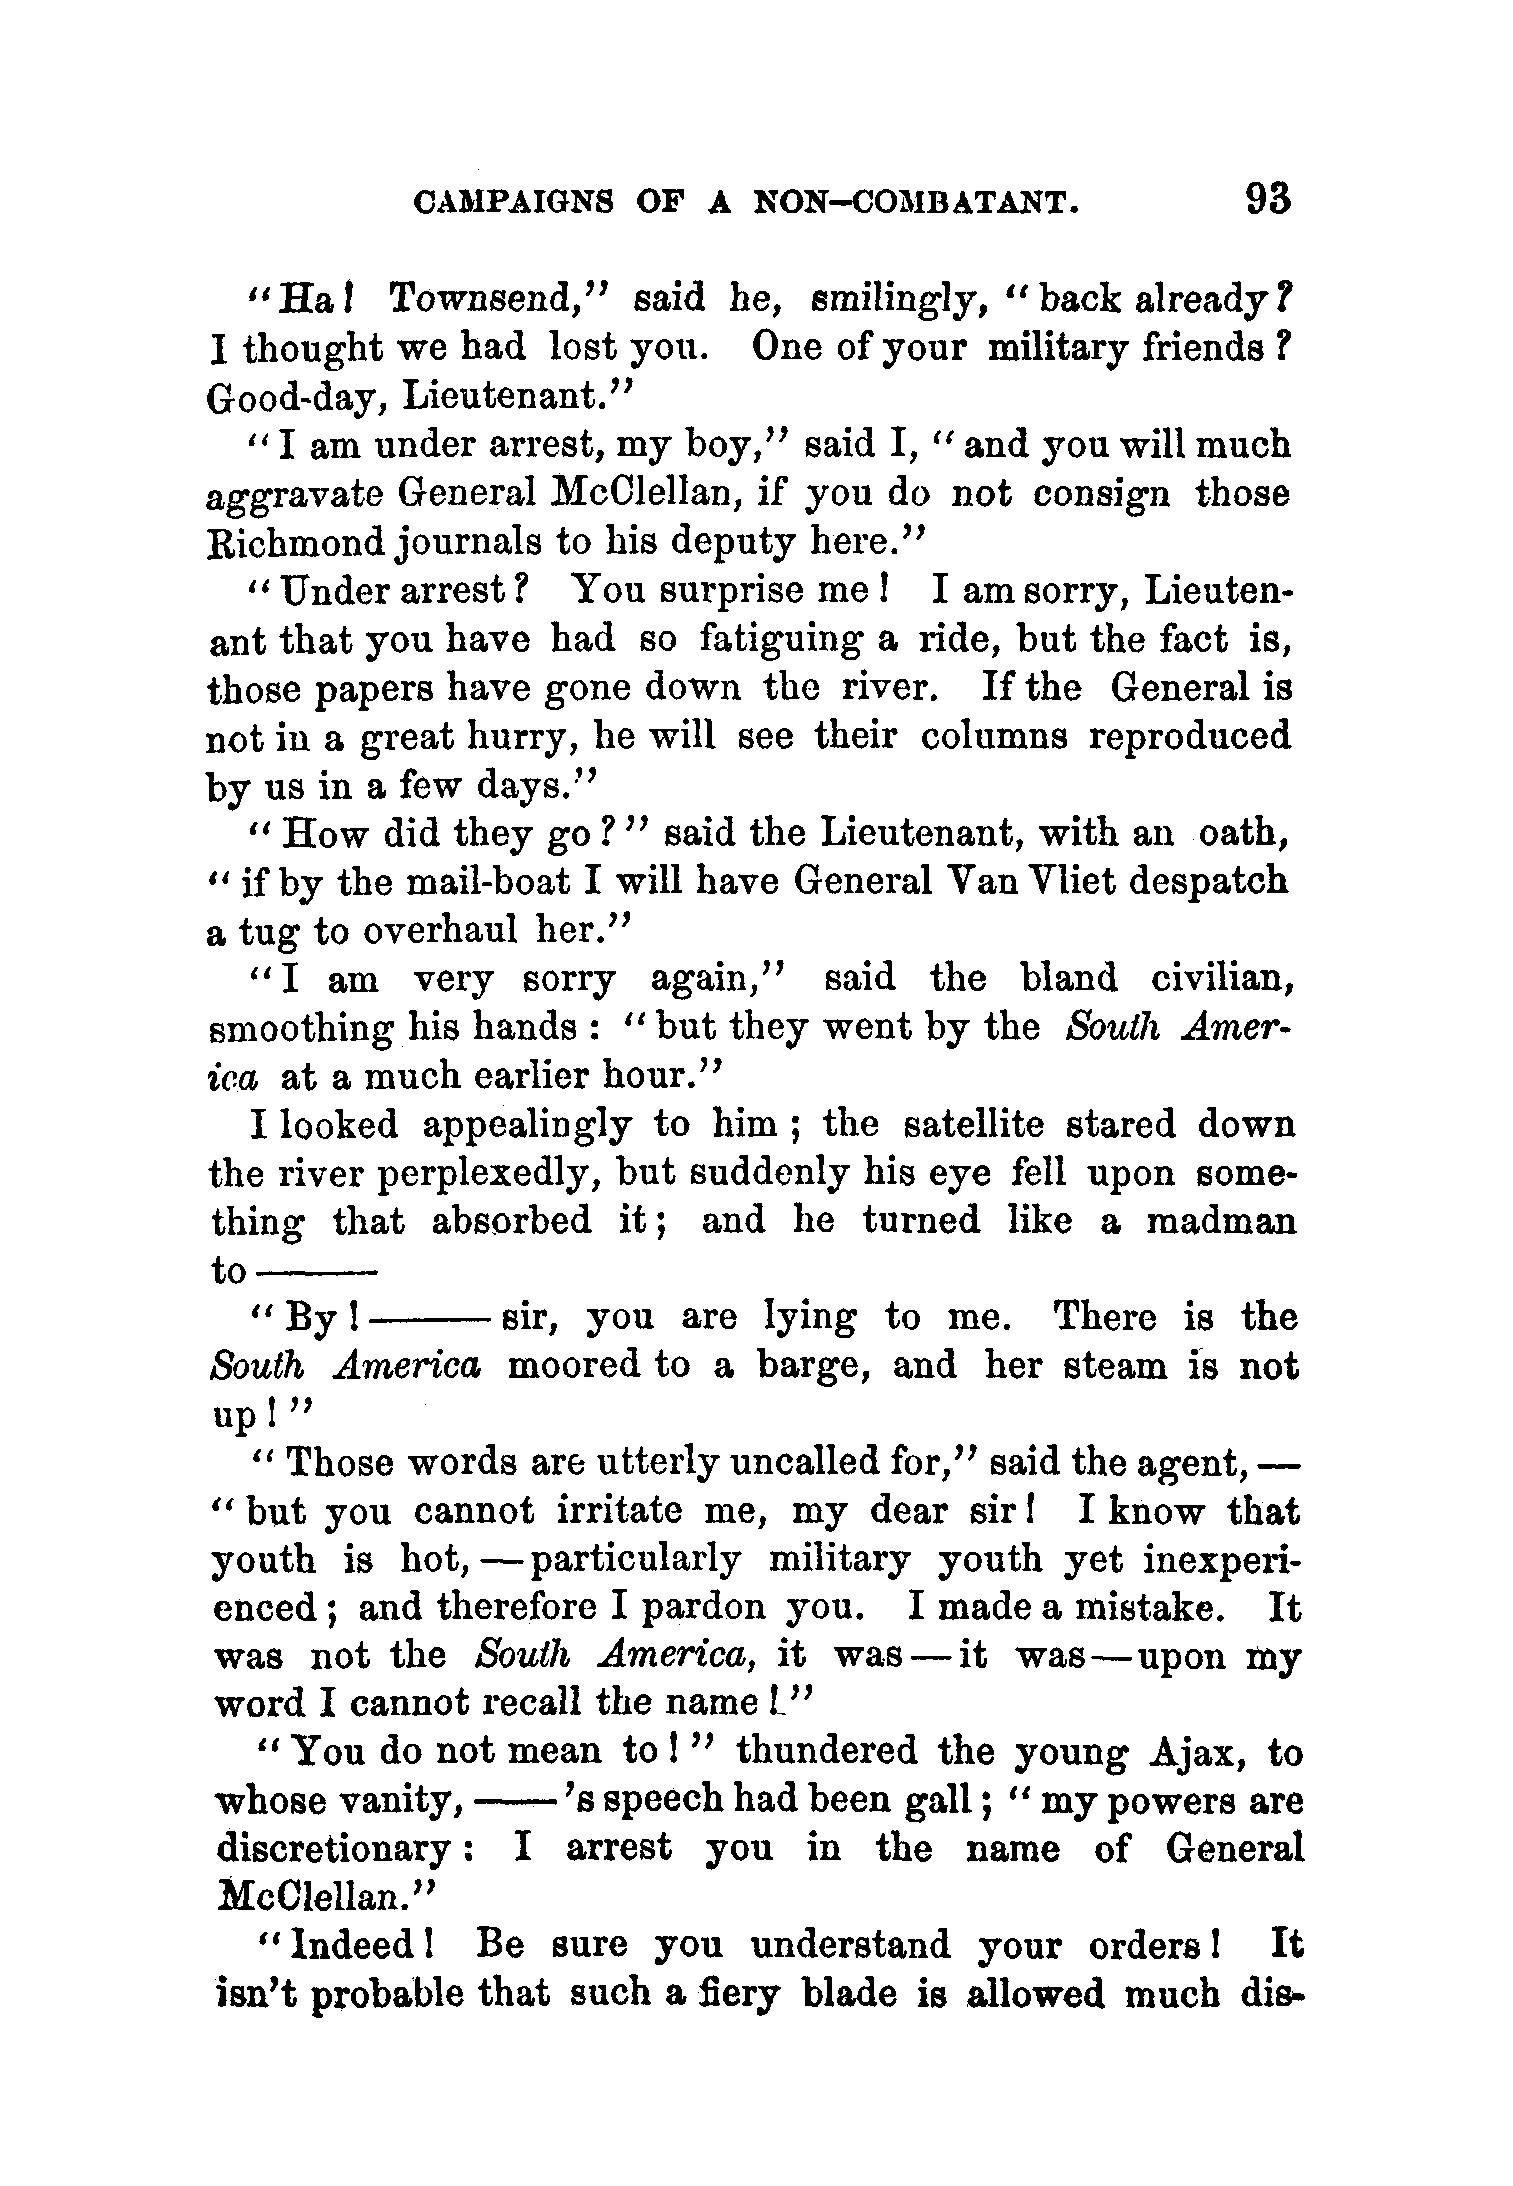 CAMPAIGNS OF A NON-COMBATANT. 93
"Ha! Townsend," said he, smilingly, "back already?
I thought we had lost you. One of your military friends?
Good-day, Lieutenant."
"I am under arrest, my boy," said I, "and you will much
aggravate General McClellan, if you do not consign those
Richmond journals to his deputy here."
"Under arrest? You surprise me! I am sorry, Lieuten-
ant that you have had so fatiguing a ride, but the fact is,
those papers have gone down the river. If the General is
not in a great hurry, he will see their columns reproduced
by us in a few days."
"How did they go?" said the Lieutenant, with an oath,
"if by the mail-boat I will have General Van Vliet despatch
a tug to overhaul her."
"I am very sorry again," said the bland civilian,
smoothing his hands: "but they went by the South Amer-
ica at a much earlier hour."
I looked appealingly to him; the satellite stared down
the river perplexedly, but suddenly his eye fell upon some-
thing that absorbed it; and he turned like a madman
to ———
"By! ——— sir, you are lying to me. There is the
South America moored to a barge, and her steam is not
up!"
"Those words are utterly uncalled for," said the agent, —
"but you cannot irritate me, my dear sir! I know that
youth is hot, — particularly military youth yet inexperi-
enced; and therefore I pardon you. I made a mistake. It
was not the South America, it was — it was — upon my
word I cannot recall the name!"
"You do not mean to!" thundered the young Ajax, to
whose vanity, ——'s speech had been gall; "my powers are
discretionary: I arrest you in the name of General
McClellan."
"Indeed! Be sure you understand your orders! It
isn't probable that such a fiery blade is allowed much dis-